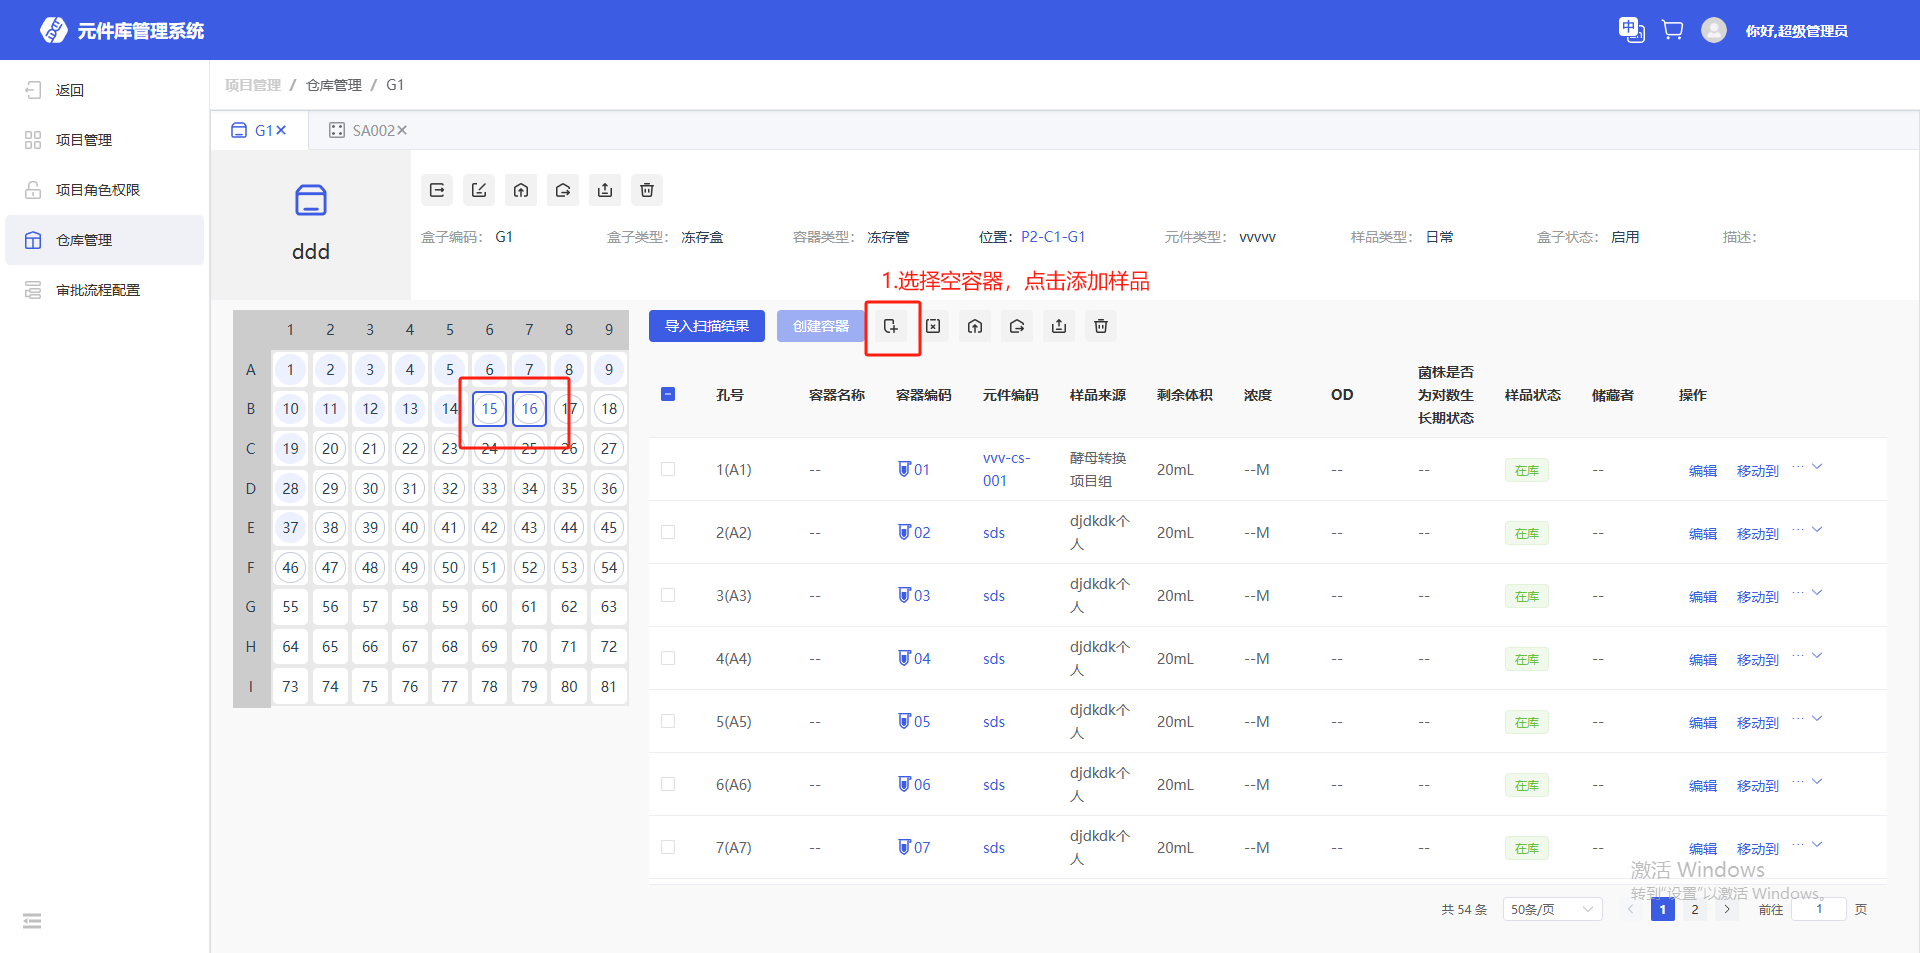 元件库管理系统
你好,超级管理员
返回
项目管理
项目角色权限
仓库管理
审批流程配置
项目管理 / 仓库管理 / G1
G1 SA002
ddd
盒子编码： G1 盒子类型： 冻存盒 容器类型： 冻存管 位置： P2-C1-G1 元件类型： vvvvv 样品类型： 日常 盒子状态： 启用 描述：
1.选择空容器，点击添加样品
导入扫描结果 创建容器
1 2 3 4 5 6 7 8 9
A 1 2 3 4 5 6 7 8 9
B 10 11 12 13 14 15 16 17 18
C 19 20 21 22 23 24 25 26 27
D 28 29 30 31 32 33 34 35 36
E 37 38 39 40 41 42 43 44 45
F 46 47 48 49 50 51 52 53 54
G 55 56 57 58 59 60 61 62 63
H 64 65 66 67 68 69 70 71 72
I 73 74 75 76 77 78 79 80 81
孔号 容器名称 容器编码 元件编码 样品来源 剩余体积 浓度 OD 菌株是否为对数生长期状态 样品状态 储藏者 操作
1(A1) -- 01 vvv-cs-001 酵母转换项目组 20mL --M -- -- 在库 -- 编辑 移动到 ...
2(A2) -- 02 sds djdkdk个人 20mL --M -- -- 在库 -- 编辑 移动到 ...
3(A3) -- 03 sds djdkdk个人 20mL --M -- -- 在库 -- 编辑 移动到 ...
4(A4) -- 04 sds djdkdk个人 20mL --M -- -- 在库 -- 编辑 移动到 ...
5(A5) -- 05 sds djdkdk个人 20mL --M -- -- 在库 -- 编辑 移动到 ...
6(A6) -- 06 sds djdkdk个人 20mL --M -- -- 在库 -- 编辑 移动到 ...
7(A7) -- 07 sds djdkdk个人 20mL --M -- -- 在库 -- 编辑 移动到 ...
激活 Windows
转到"设置"以激活 Windows。
共 54 条 50条/页 1 2 前往 1 页